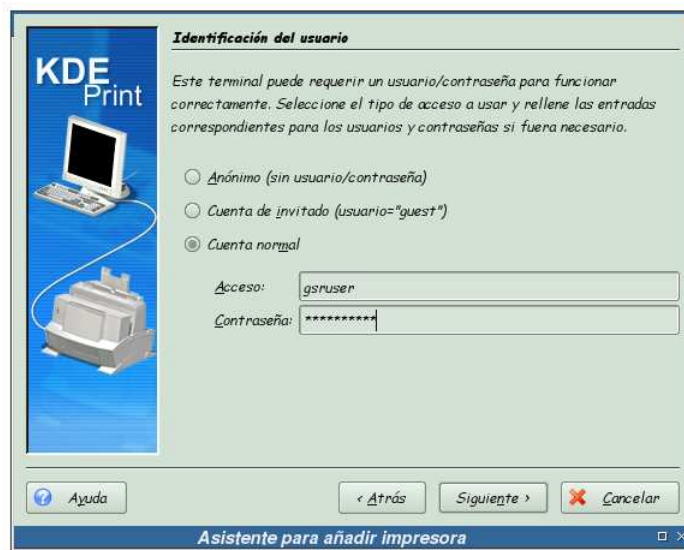 KDE
Print
Identificación del usuario
Este terminal puede requerir un usuario/contraseña para funcionar
correctamente. Seleccione el tipo de acceso a usar y rellene las entradas
correspondientes para los usuarios y contraseñas si fuera necesario.
Anónimo (sin usuario/contraseña)
Cuenta de invitado (usuario="guest")
Cuenta normal
Acceso: gsruser
Contraseña: **********
Ayuda < Atrás Siguiente > Cancelar
Asistente para añadir impresora